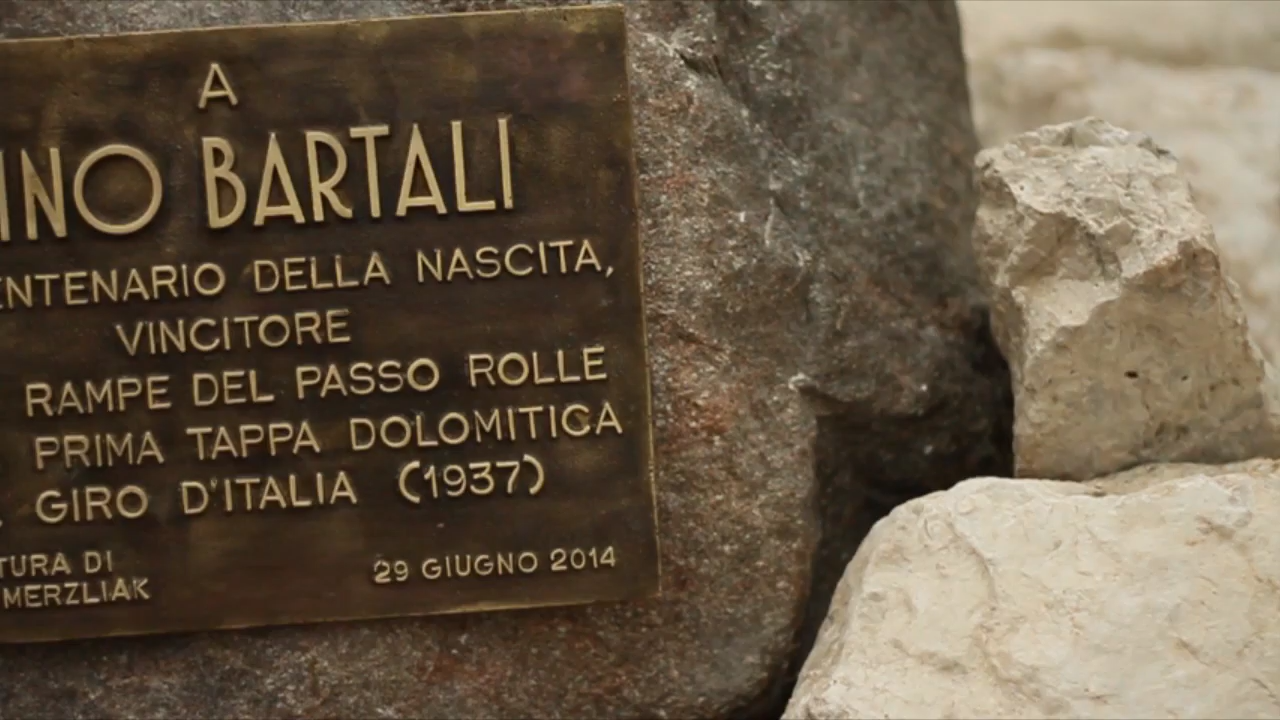 A
INO BARTALI
ENTENARIO DELLA NASCITA,
VINCITORE
RAMPE DEL PASSO ROLLE
PRIMA TAPPA DOLOMITICA
GIRO D'ITALIA (1937)
TURA DI
MERZLIAK
29 GIUGNO 2014